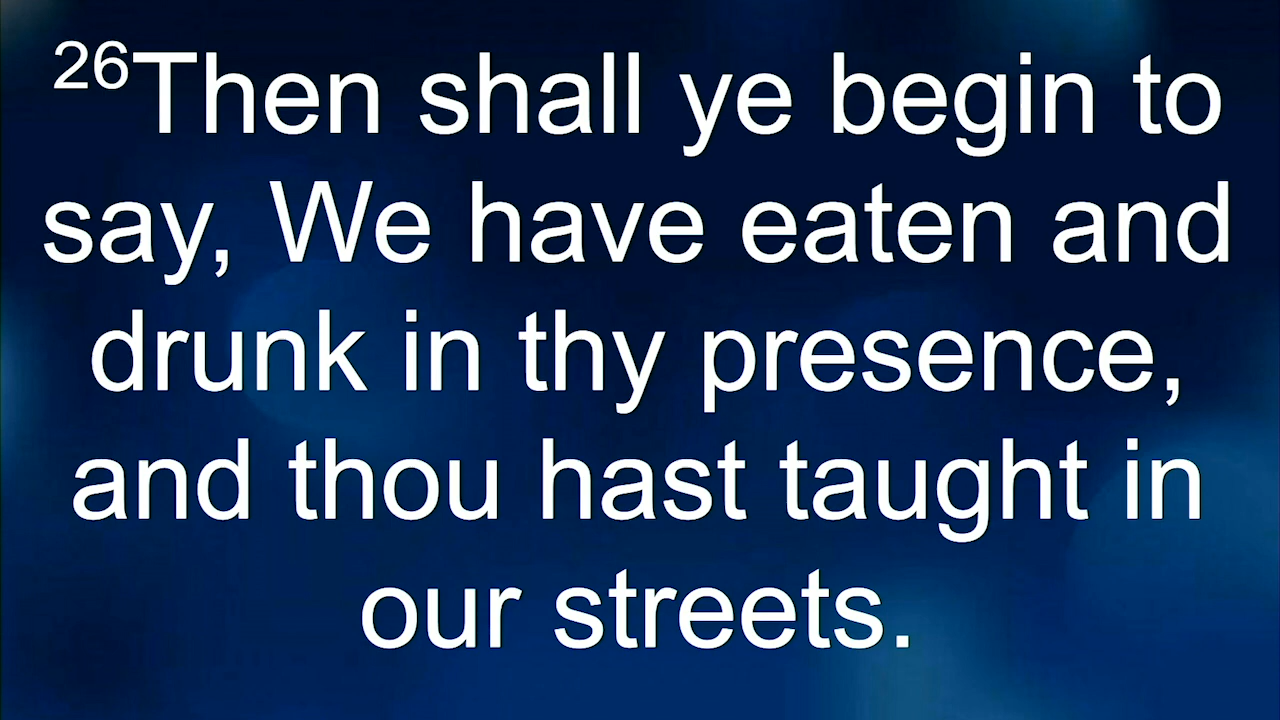 26Then shall ye begin to
say, We have eaten and
drunk in thy presence,
and thou hast taught in
our streets.